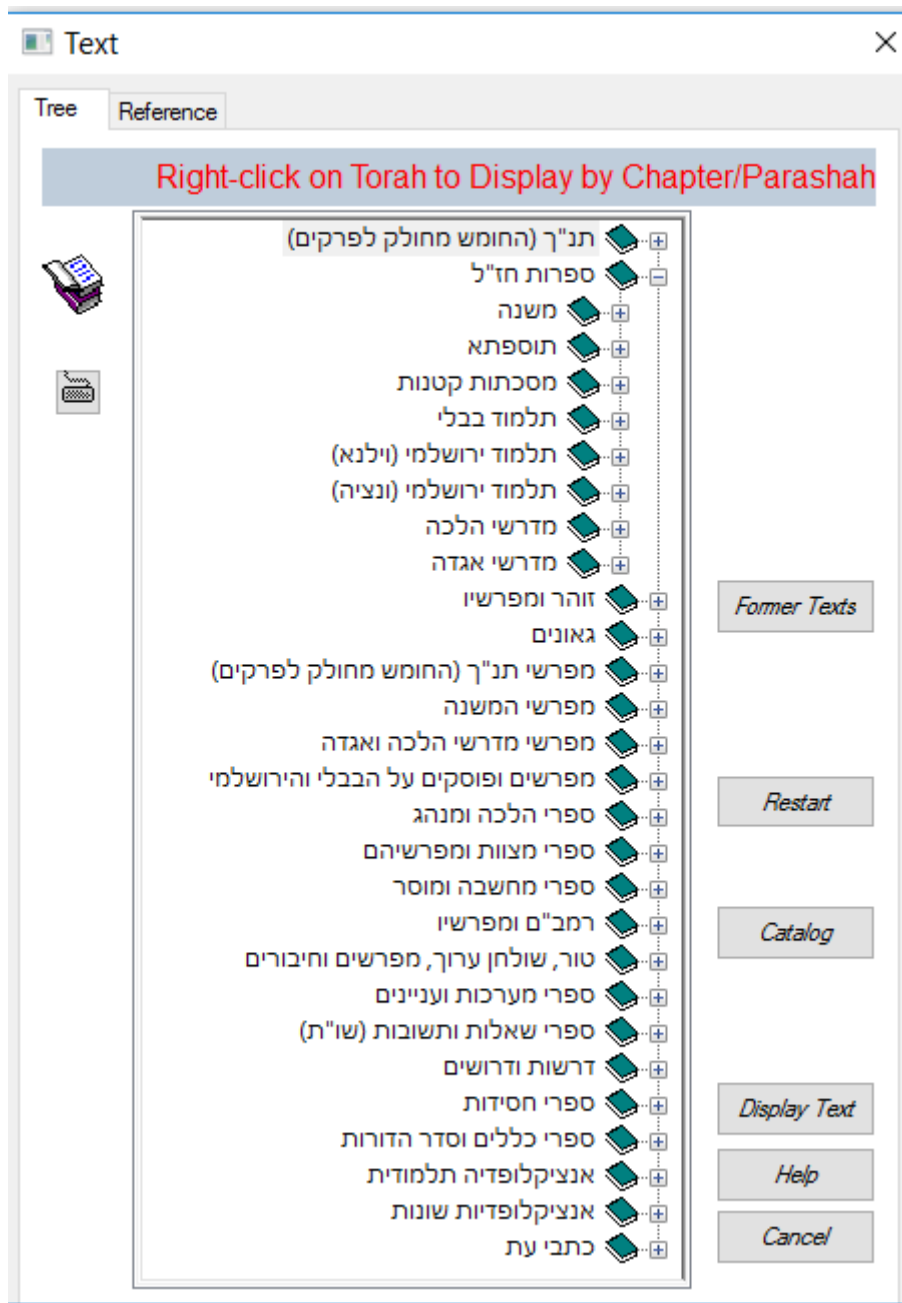 Text
Tree
Reference
Right-click on Torah to Display by Chapter/Parashah
תנ"ך (החומש מחולק לפרקים)
ספרות חז"ל
משנה
תוספתא
מסכתות קטנות
תלמוד בבלי
תלמוד ירושלמי (וילנא)
תלמוד ירושלמי (ונציה)
מדרשי הלכה
מדרשי אגדה
זוהר ומפרשיו
גאונים
מפרשי תנ"ך (החומש מחולק לפרקים)
מפרשי המשנה
מפרשי מדרשי הלכה ואגדה
מפרשים ופוסקים על הבבלי והירושלמי
ספרי הלכה ומנהג
ספרי מצוות ומפרשיהם
ספרי מחשבה ומוסר
רמב"ם ומפרשיו
טור, שולחן ערוך, מפרשים וחיבורים
ספרי מערכות ועניינים
ספרי שאלות ותשובות (שו"ת)
דרשות ודרושים
ספרי חסידות
ספרי כללים וסדר הדורות
אנציקלופדיה תלמודית
אנציקלופדיות שונות
כתבי עת
Former Texts
Restart
Catalog
Display Text
Help
Cancel